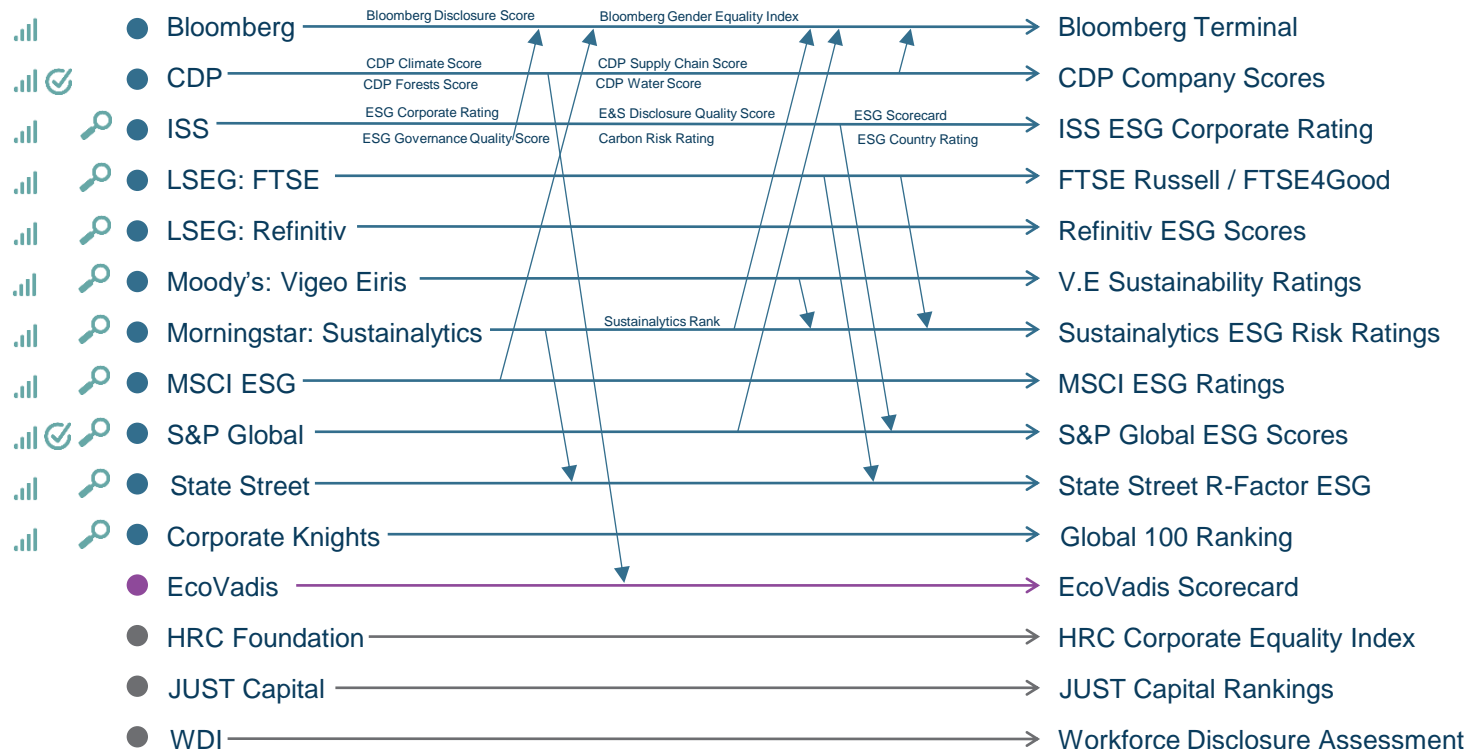 Bloomberg Bloomberg Disclosure Score Bloomberg Gender Equality Index Bloomberg Terminal
CDP CDP Climate Score CDP Supply Chain Score CDP Company Scores
CDP Forests Score CDP Water Score
ISS ESG Corporate Rating E&S Disclosure Quality Score ESG Scorecard ISS ESG Corporate Rating
ESG Governance Quality Score Carbon Risk Rating ESG Country Rating
LSEG: FTSE FTSE Russell / FTSE4Good
LSEG: Refinitiv Refinitiv ESG Scores
Moody's: Vigeo Eiris V.E Sustainability Ratings
Morningstar: Sustainalytics Sustainalytics Rank Sustainalytics ESG Risk Ratings
MSCI ESG MSCI ESG Ratings
S&P Global S&P Global ESG Scores
State Street State Street R-Factor ESG
Corporate Knights Global 100 Ranking
EcoVadis EcoVadis Scorecard
HRC Foundation HRC Corporate Equality Index
JUST Capital JUST Capital Rankings
WDI Workforce Disclosure Assessment